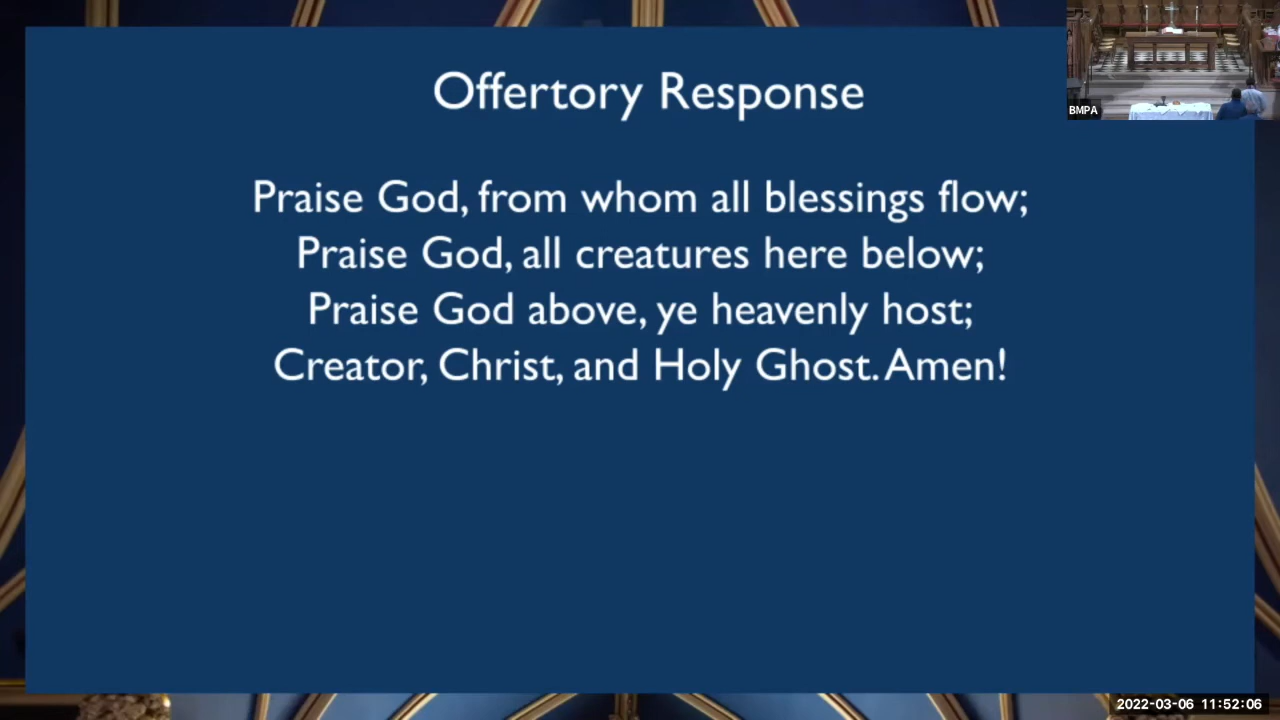 Offertory Response
Praise God, from whom all blessings flow;
Praise God, all creatures here below;
Praise God above, ye heavenly host;
Creator, Christ, and Holy Ghost. Amen!
BMPA
2022-03-06 11:52:06